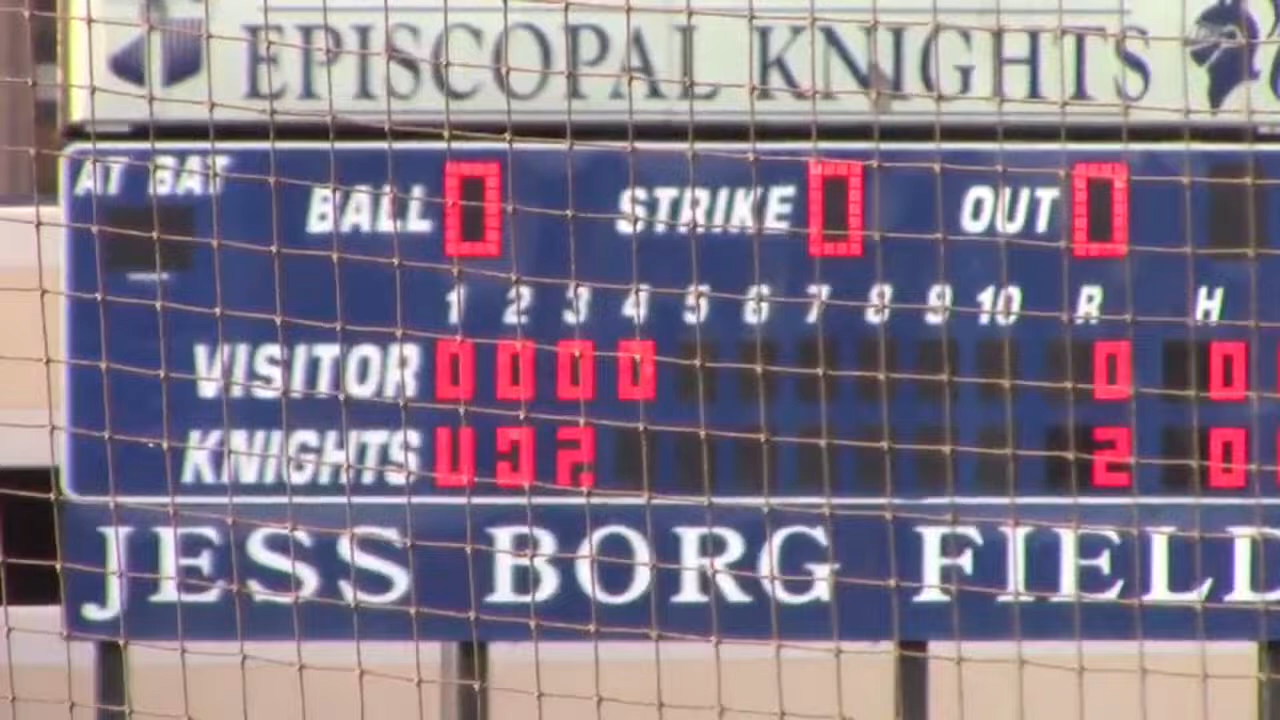 EPISCOPAL KNIGHTS
AT BAT BALL 0 STRIKE 0 OUT 0
1 2 3 4 5 6 7 8 9 10 R H
VISITOR 0 0 0 0 0 0
KNIGHTS 2 0
JESS BORG FIELD